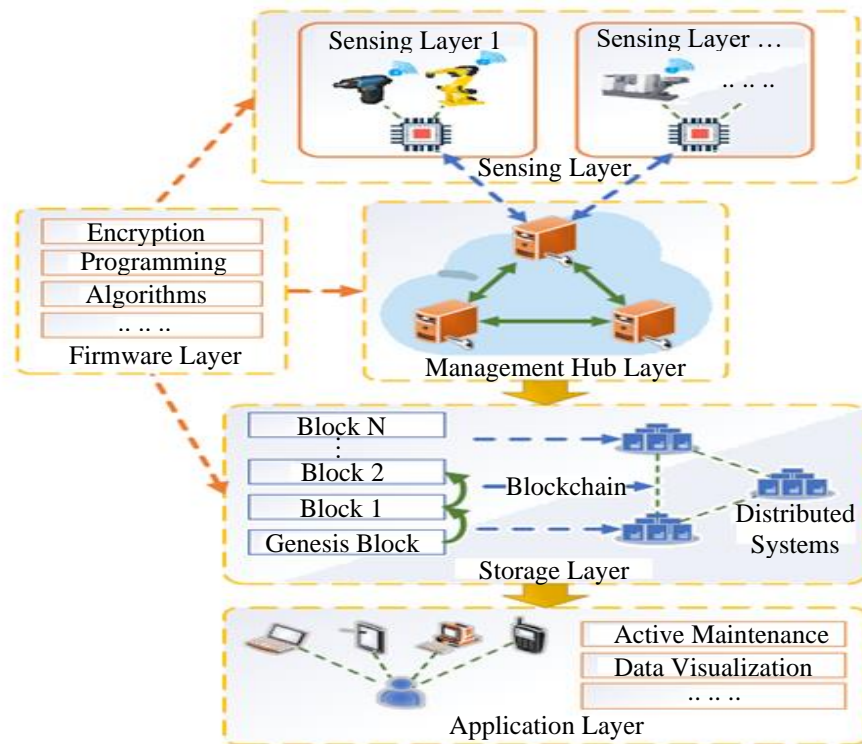 Sensing Layer 1
Sensing Layer ...
.. .. ..
Sensing Layer
Encryption
Programming
Algorithms
.. .. ..
Firmware Layer
Management Hub Layer
Block N
⋮
Block 2
Block 1
Genesis Block
Blockchain
Distributed
Systems
Storage Layer
Active Maintenance
Data Visualization
.. .. ..
Application Layer